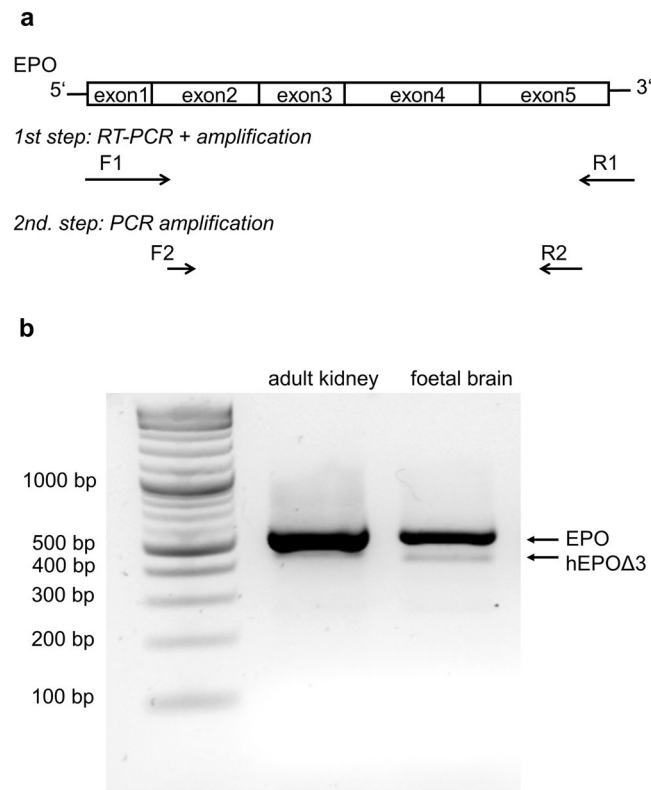 a
EPO
5‘ exon1 exon2 exon3 exon4 exon5 3‘
1st step: RT-PCR + amplification
F1 R1
2nd. step: PCR amplification
F2 R2
b
adult kidney foetal brain
1000 bp
500 bp
400 bp
300 bp
200 bp
100 bp
EPO
hEPOΔ3